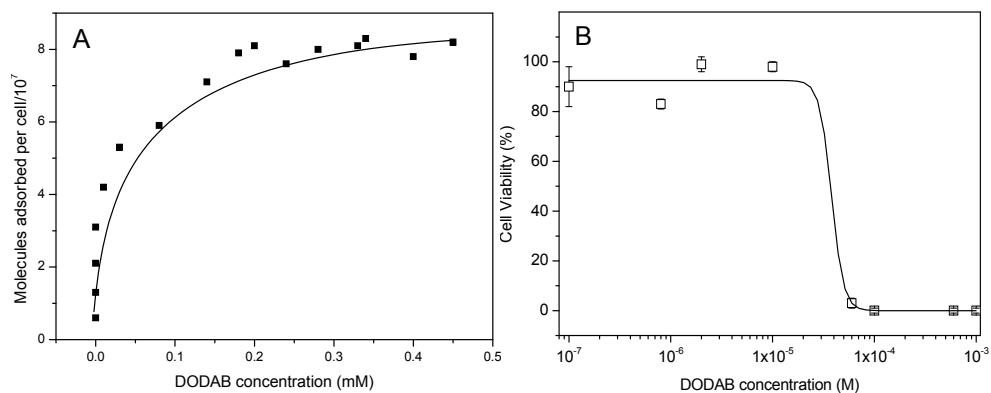 A
Molecules adsorbed per cell/10⁷
8
6
4
2
0
0.0 0.1 0.2 0.3 0.4 0.5
DODAB concentration (mM)
B
Cell Viability (%)
120
100
80
60
40
20
0
10⁻⁷ 10⁻⁶ 1x10⁻⁵ 1x10⁻⁴ 10⁻³
DODAB concentration (M)